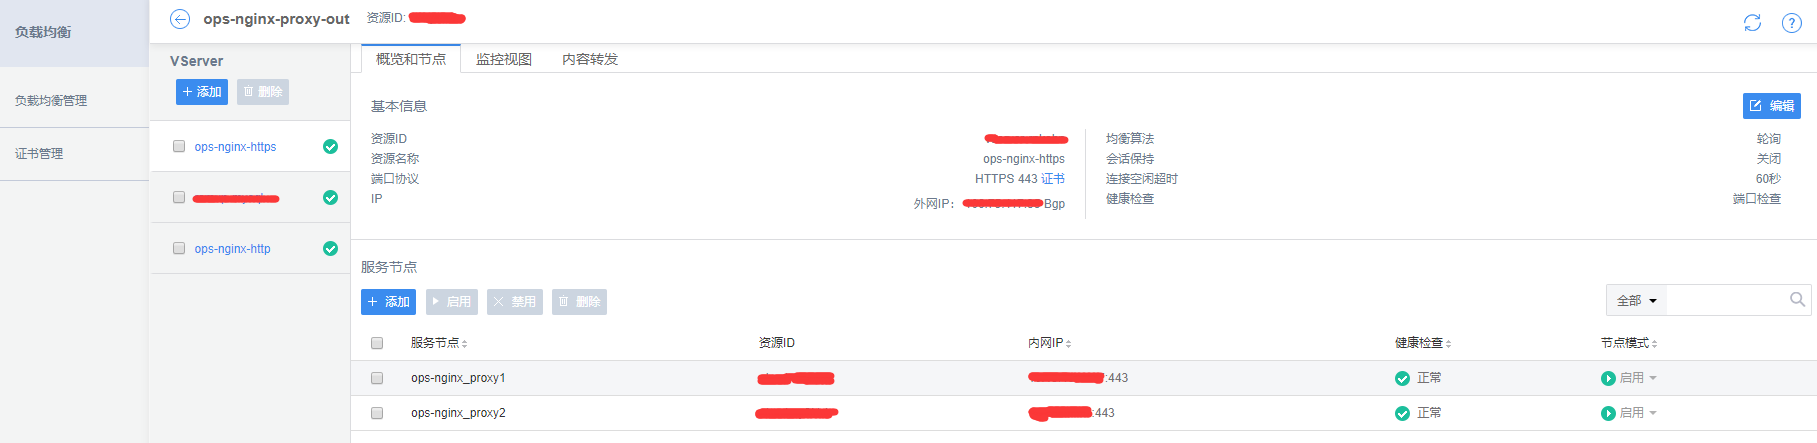 负载均衡
负载均衡管理
证书管理
ops-nginx-proxy-out 资源ID:
VServer
添加 删除
ops-nginx-https
ops-nginx-http
概览和节点 监控视图 内容转发
基本信息 编辑
资源ID 均衡算法 轮询
资源名称 ops-nginx-https 会话保持 关闭
端口协议 HTTPS 443 证书 连接空闲超时 60秒
IP 外网IP: Bgp 健康检查 端口检查
服务节点
添加 启用 禁用 删除 全部
服务节点 资源ID 内网IP 健康检查 节点模式
ops-nginx_proxy1 :443 正常 启用
ops-nginx_proxy2 :443 正常 启用